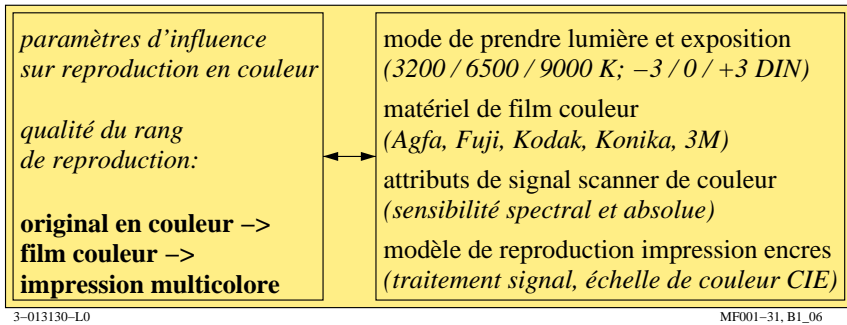 paramètres d'influence
sur reproduction en couleur
qualité du rang
de reproduction:
original en couleur −>
film couleur −>
impression multicolore
mode de prendre lumière et exposition
(3200 / 6500 / 9000 K; −3 / 0 / +3 DIN)
matériel de film couleur
(Agfa, Fuji, Kodak, Konika, 3M)
attributs de signal scanner de couleur
(sensibilité spectral et absolue)
modèle de reproduction impression encres
(traitement signal, échelle de couleur CIE)
3−013130−L0
MF001−31, B1_06